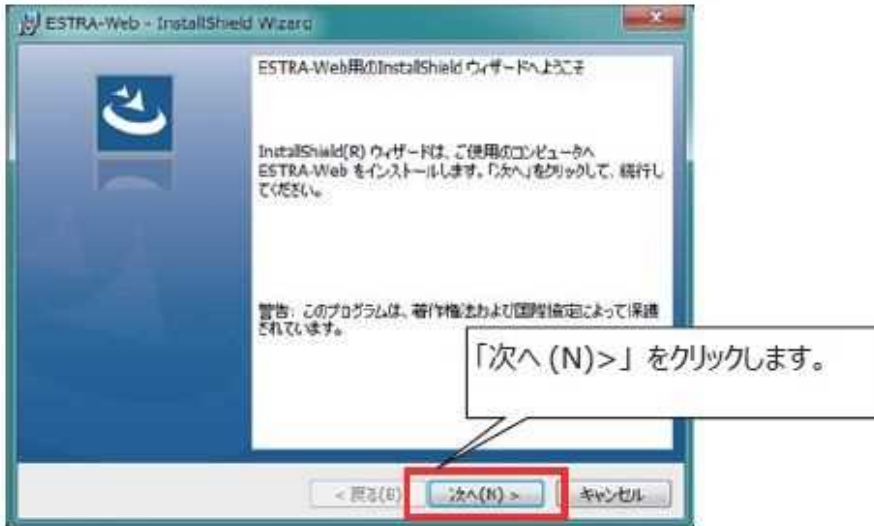 ESTRA-Web - InstallShield Wizard
ESTRA-Web用のInstallShield ウィザードへようこそ
InstallShield(R) ウィザードは、ご使用のコンピュータへ
ESTRA-Web をインストールします。「次へ」をクリックして、続行し
てください。
警告: このプログラムは、著作権法および国際協定によって保護
されています。
「次へ (N)>」をクリックします。
< 戻る(B)
次へ(N) >
キャンセル